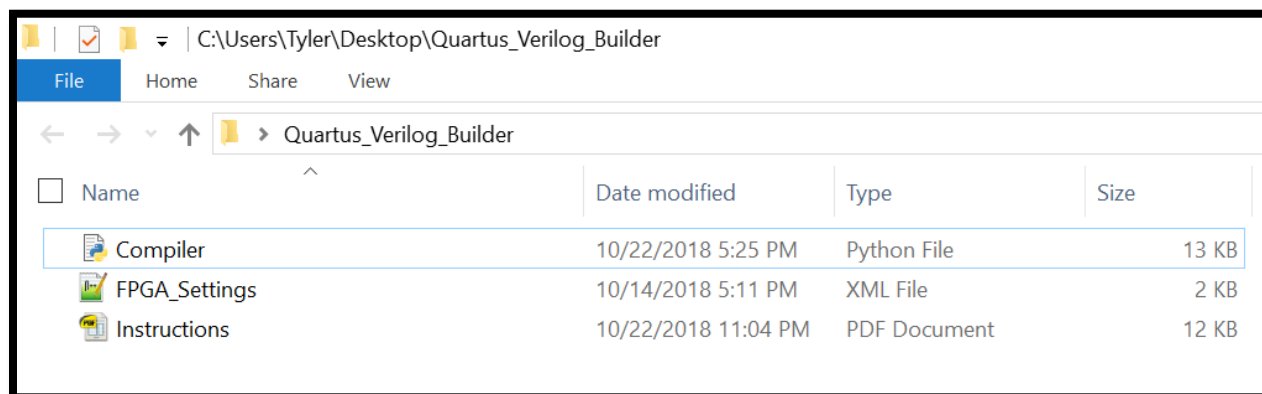 C:\Users\Tyler\Desktop\Quartus_Verilog_Builder
File Home Share View
Quartus_Verilog_Builder
Name Date modified Type Size
Compiler 10/22/2018 5:25 PM Python File 13 KB
FPGA_Settings 10/14/2018 5:11 PM XML File 2 KB
Instructions 10/22/2018 11:04 PM PDF Document 12 KB